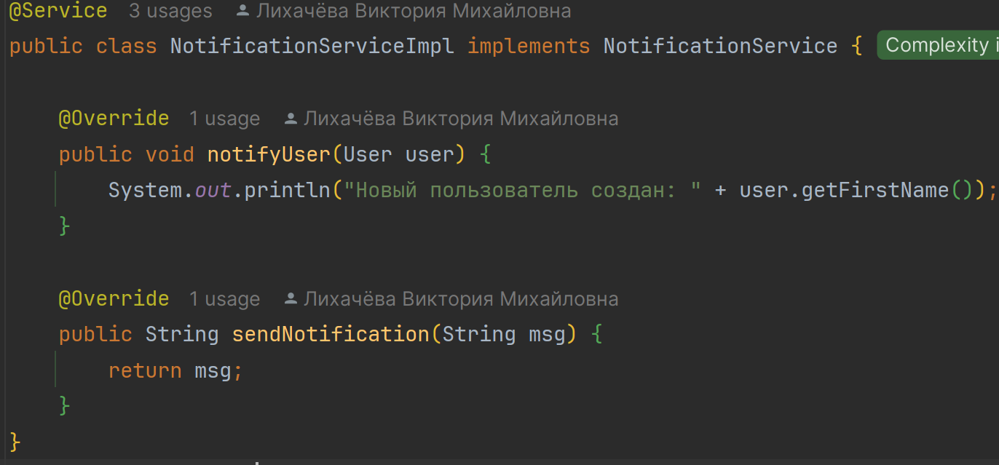 @Service 3 usages Лихачёва Виктория Михайловна
public class NotificationServiceImpl implements NotificationService { Complexity i
@Override 1 usage Лихачёва Виктория Михайловна
public void notifyUser(User user) {
System.out.println("Новый пользователь создан: " + user.getFirstName());
}
@Override 1 usage Лихачёва Виктория Михайловна
public String sendNotification(String msg) {
return msg;
}
}